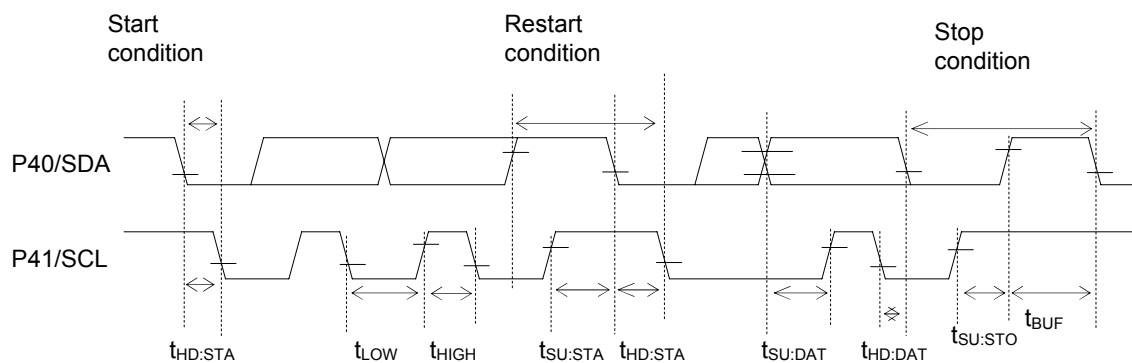 Start
condition
Restart
condition
Stop
condition
P40/SDA
P41/SCL
tHD:STA
tLOW
tHIGH
tSU:STA
tHD:STA
tSU:DAT
tHD:DAT
tSU:STO
tBUF